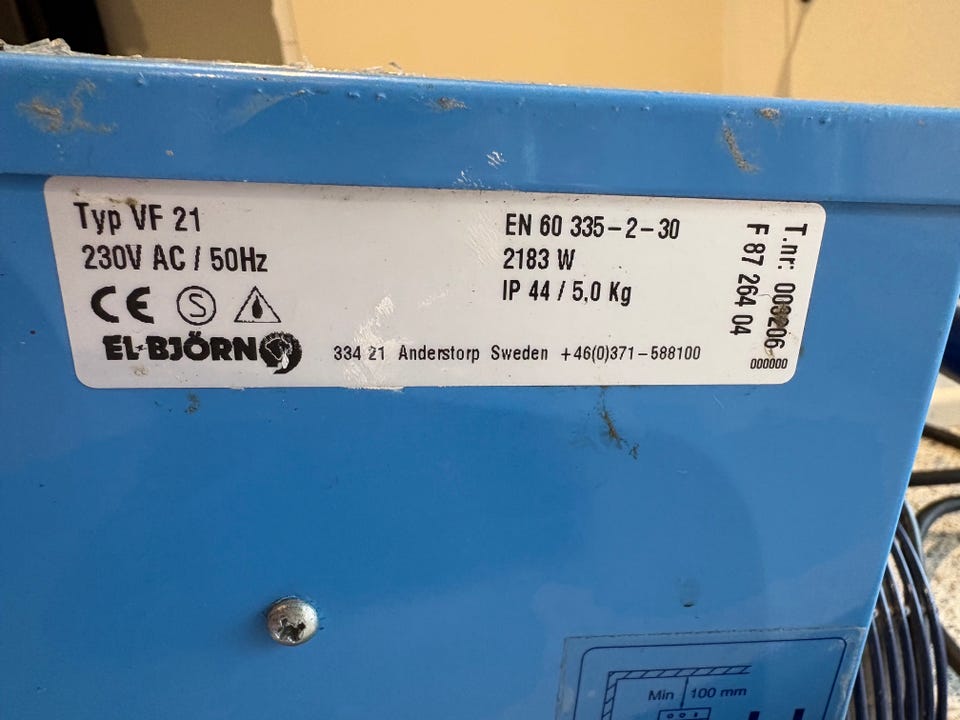 Typ VF 21
230V AC / 50Hz
CE S
EL-BJÖRN
EN 60 335-2-30
2183 W
IP 44 / 5,0 Kg
334 21 Anderstorp Sweden +46(0)371-588100
T.nr:
F 87 264 04
000000
Min 100 mm